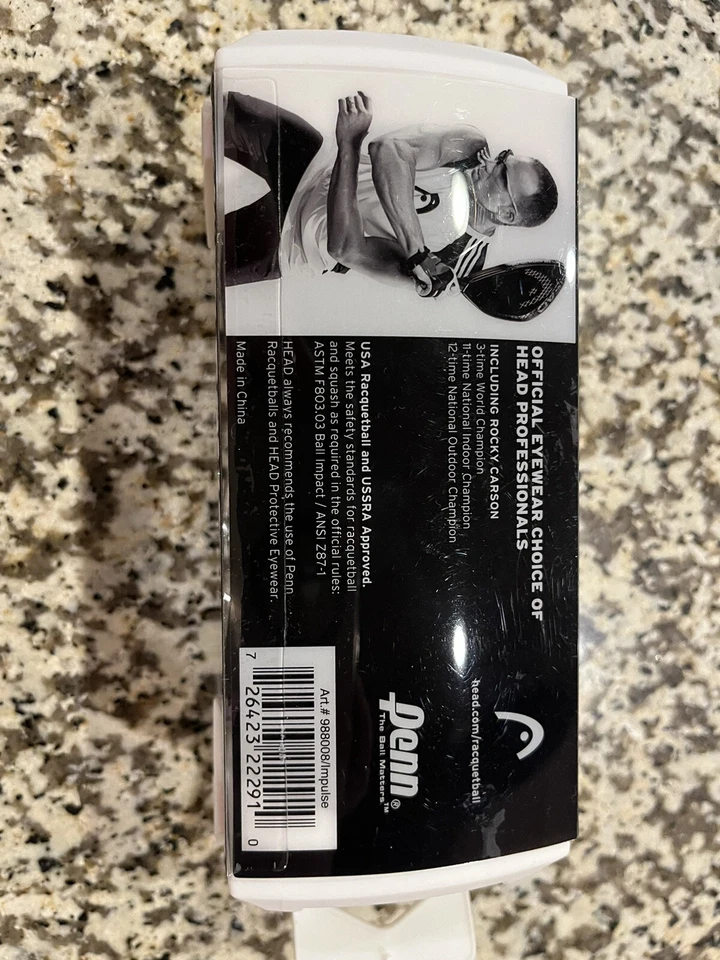 OFFICIAL EYEWEAR CHOICE OF
HEAD PROFESSIONALS
INCLUDING ROCKY CARSON
3-time World Champion
11-time National Indoor Champion
12-time National Outdoor Champion
USA Racquetball and USSRA Approved.
Meets the safety standards for racquetball
and squash as required in the official rules:
ASTM F803.03 Ball Impact / ANSI Z87-1
HEAD always recommends the use of Penn
Racquetballs and HEAD Protective Eyewear.
Made in China
head.com/racquetball
Penn®
The Ball Matters.™
Art.# 988008/Impulse
7 26423 22291 0